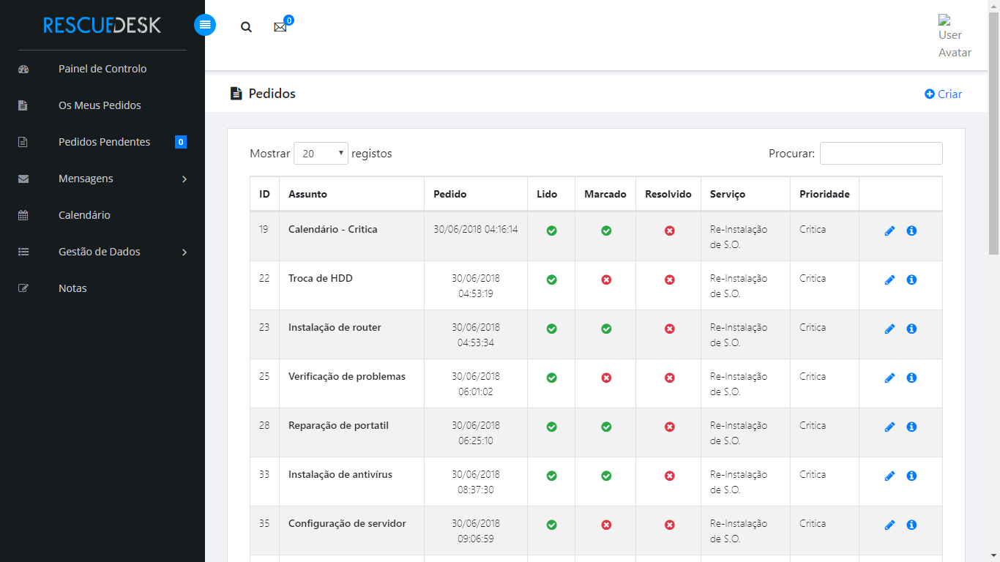 RESCUEDESK
0
User
Avatar
Painel de Controlo
Os Meus Pedidos
Pedidos Pendentes 0
Mensagens
Calendário
Gestão de Dados
Notas
Pedidos
Criar
Mostrar 20 registos
Procurar:
ID Assunto Pedido Lido Marcado Resolvido Serviço Prioridade
19 Calendário - Critica 30/06/2018 04:16:14 Re-Instalação Critica
de S.O.
22 Troca de HDD 30/06/2018 Re-Instalação Critica
04:53:19 de S.O.
23 Instalação de router 30/06/2018 Re-Instalação Critica
04:53:34 de S.O.
25 Verificação de problemas 30/06/2018 Re-Instalação Critica
06:01:02 de S.O.
28 Reparação de portatil 30/06/2018 Re-Instalação Critica
06:25:10 de S.O.
33 Instalação de antivírus 30/06/2018 Re-Instalação Critica
08:37:30 de S.O.
35 Configuração de servidor 30/06/2018 Re-Instalação Critica
09:06:59 de S.O.